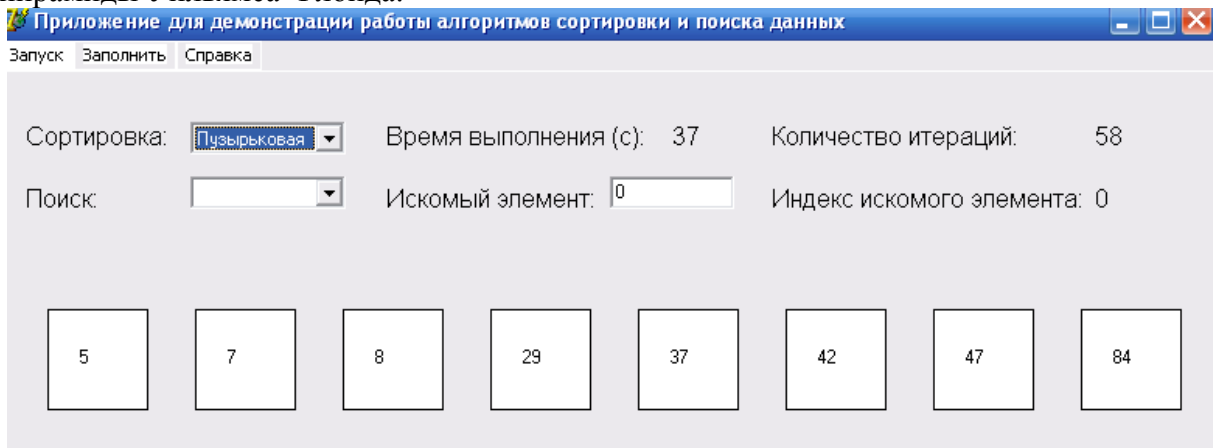 Приложение для демонстрации работы алгоритмов сортировки и поиска данных
Запуск Заполнить Справка
Сортировка: Пузырьковая Время выполнения (с): 37 Количество итераций: 58
Поиск: Искомый элемент: 0 Индекс искомого элемента: 0
5 7 8 29 37 42 47 84